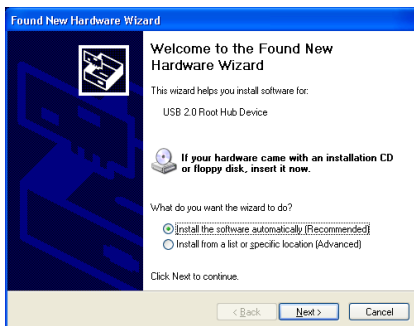 Found New Hardware Wizard
Welcome to the Found New
Hardware Wizard
This wizard helps you install software for:
USB 2.0 Root Hub Device
If your hardware came with an installation CD
or floppy disk, insert it now.
What do you want the wizard to do?
Install the software automatically (Recommended)
Install from a list or specific location (Advanced)
Click Next to continue.
< Back
Next >
Cancel